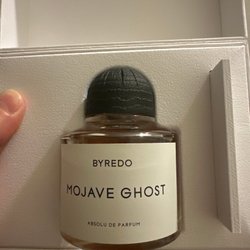 BYREDO
MOJAVE GHOST
ABSOLU DE PARFUM